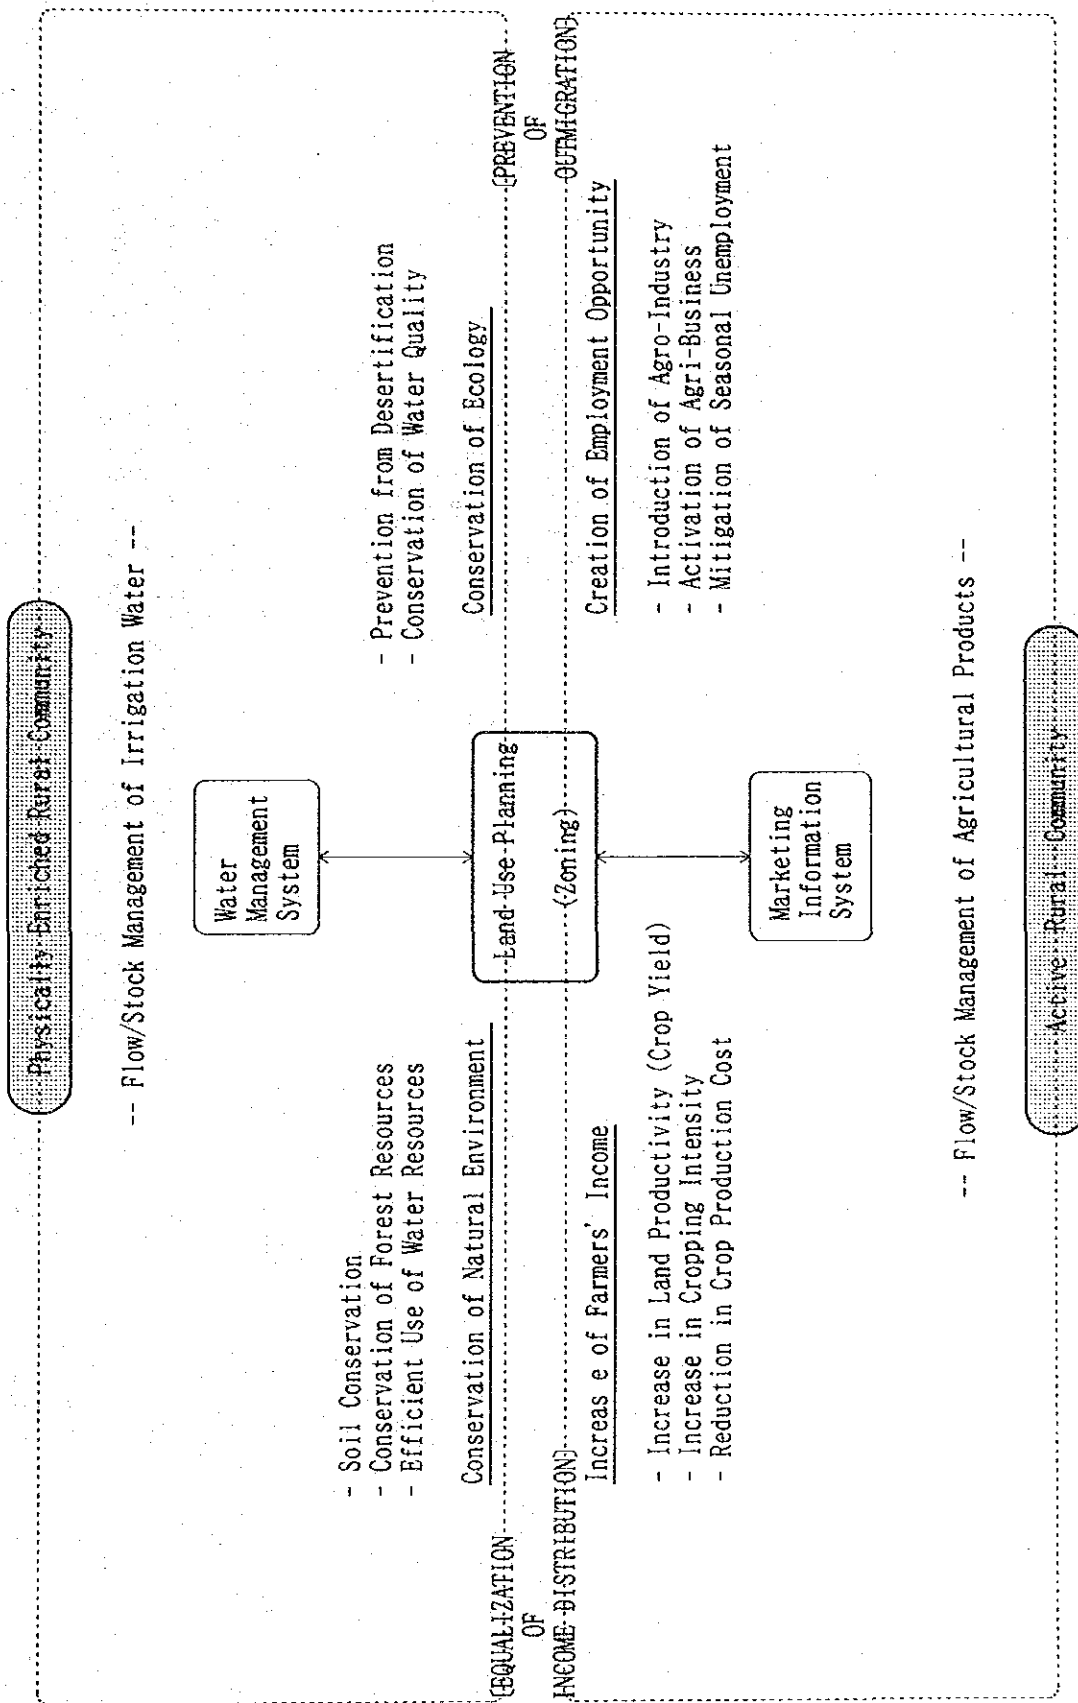 Physically Enriched Rural Community
-- Flow/Stock Management of Irrigation Water --
Water
Management
System
- Soil Conservation
- Conservation of Forest Resources
- Efficient Use of Water Resources
Conservation of Natural Environment
- Prevention from Desertification
- Conservation of Water Quality
Conservation of Ecology
[EQUALIZATION
OF
INCOME DISTRIBUTION]
Land Use Planning
(Zoning)
[PREVENTION
OF
OUTMIGRATION]
Increas e of Farmers' Income
- Increase in Land Productivity (Crop Yield)
- Increase in Cropping Intensity
- Reduction in Crop Production Cost
Creation of Employment Opportunity
- Introduction of Agro-Industry
- Activation of Agri-Business
- Mitigation of Seasonal Unemployment
Marketing
Information
System
-- Flow/Stock Management of Agricultural Products --
Active Rural Community